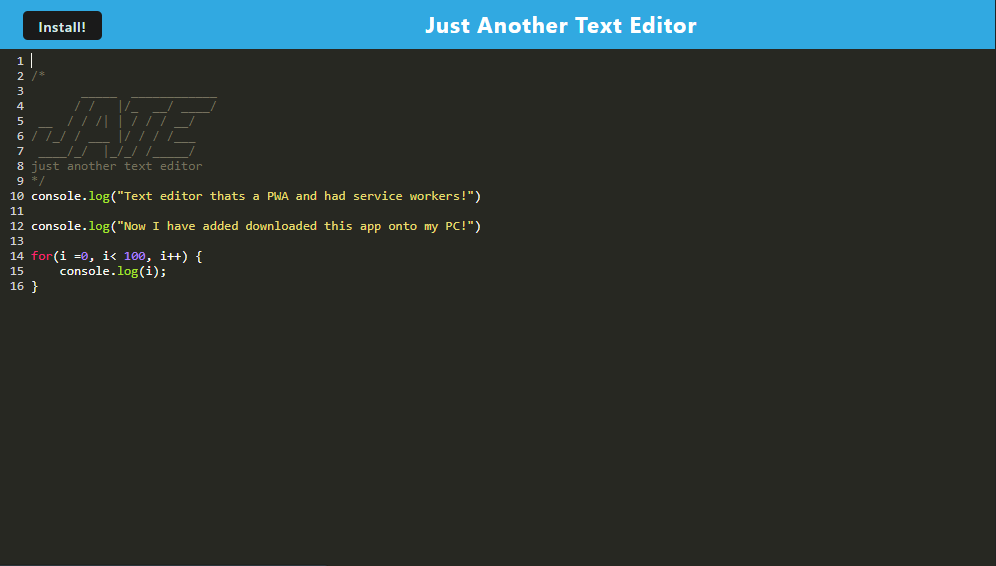 Install!
Just Another Text Editor
1
2 /*
3        _____  ____________
4       / /   |/_  __/ ____/
5  __  / / /| | / / / __/
6 / /_/ / ___ |/ / / /___
7  ____/_/  |_/_/ /_____/
8 just another text editor
9 */
10 console.log("Text editor thats a PWA and had service workers!")
11
12 console.log("Now I have added downloaded this app onto my PC!")
13
14 for(i =0, i< 100, i++) {
15     console.log(i);
16 }